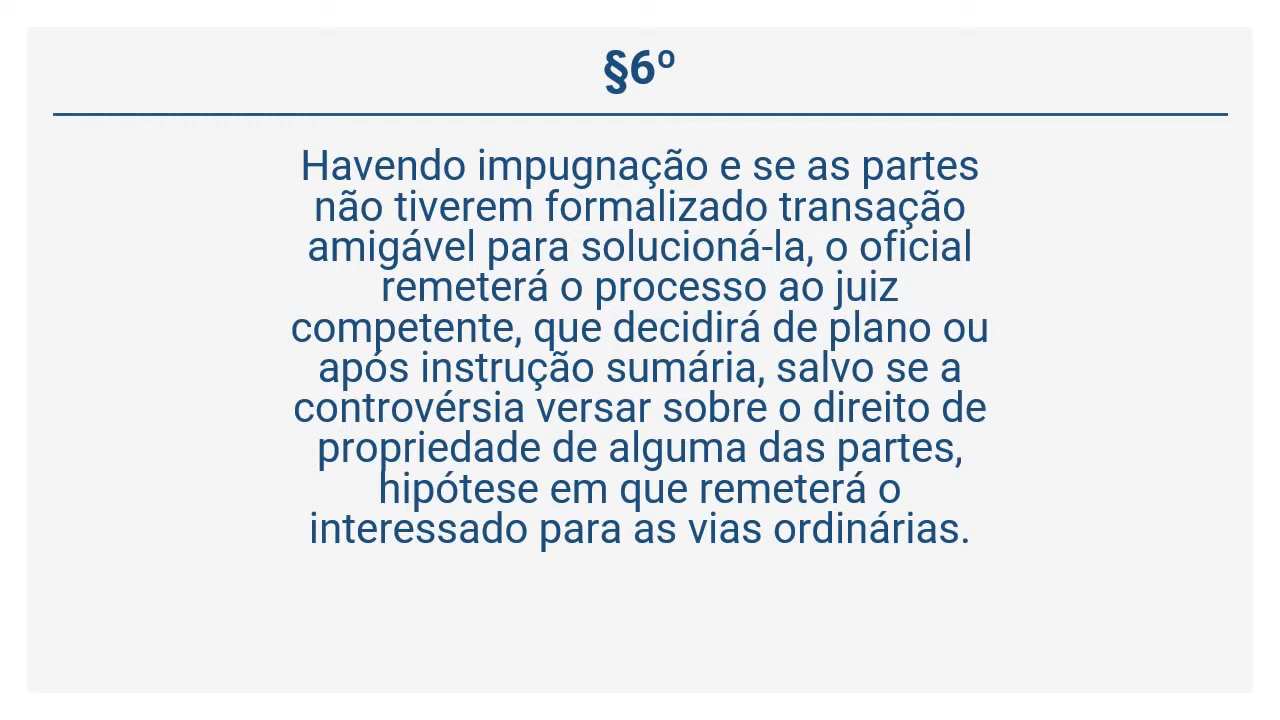 §6º
Havendo impugnação e se as partes
não tiverem formalizado transação
amigável para solucioná-la, o oficial
remeterá o processo ao juiz
competente, que decidirá de plano ou
após instrução sumária, salvo se a
controvérsia versar sobre o direito de
propriedade de alguma das partes,
hipótese em que remeterá o
interessado para as vias ordinárias.